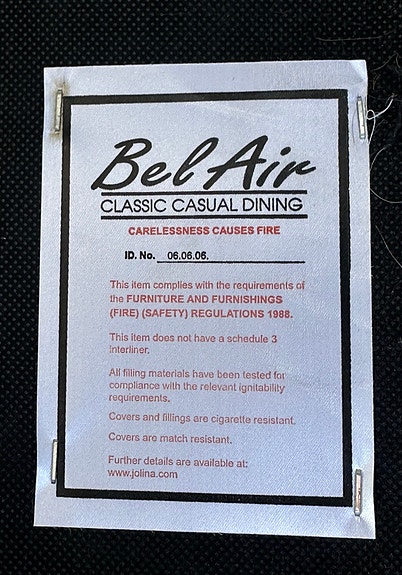 Bel Air
CLASSIC CASUAL DINING
CARELESSNESS CAUSES FIRE
ID. No. 06.06.06.
This item complies with the requirements of
the FURNITURE AND FURNISHINGS
(FIRE) (SAFETY) REGULATIONS 1988.
This item does not have a schedule 3
interliner.
All filling materials have been tested for
compliance with the relevant ignitability
requirements.
Covers and fillings are cigarette resistant.
Covers are match resistant.
Further details are available at:
www.jolina.com